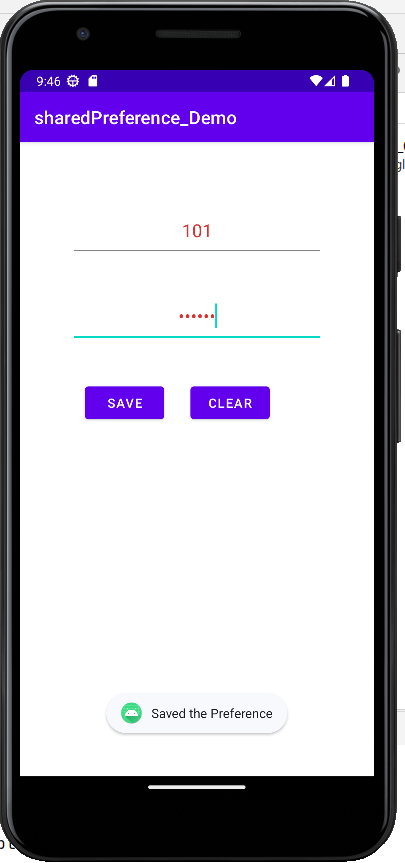 9:46
sharedPreference_Demo
101
••••••
SAVE CLEAR
Saved the Preference